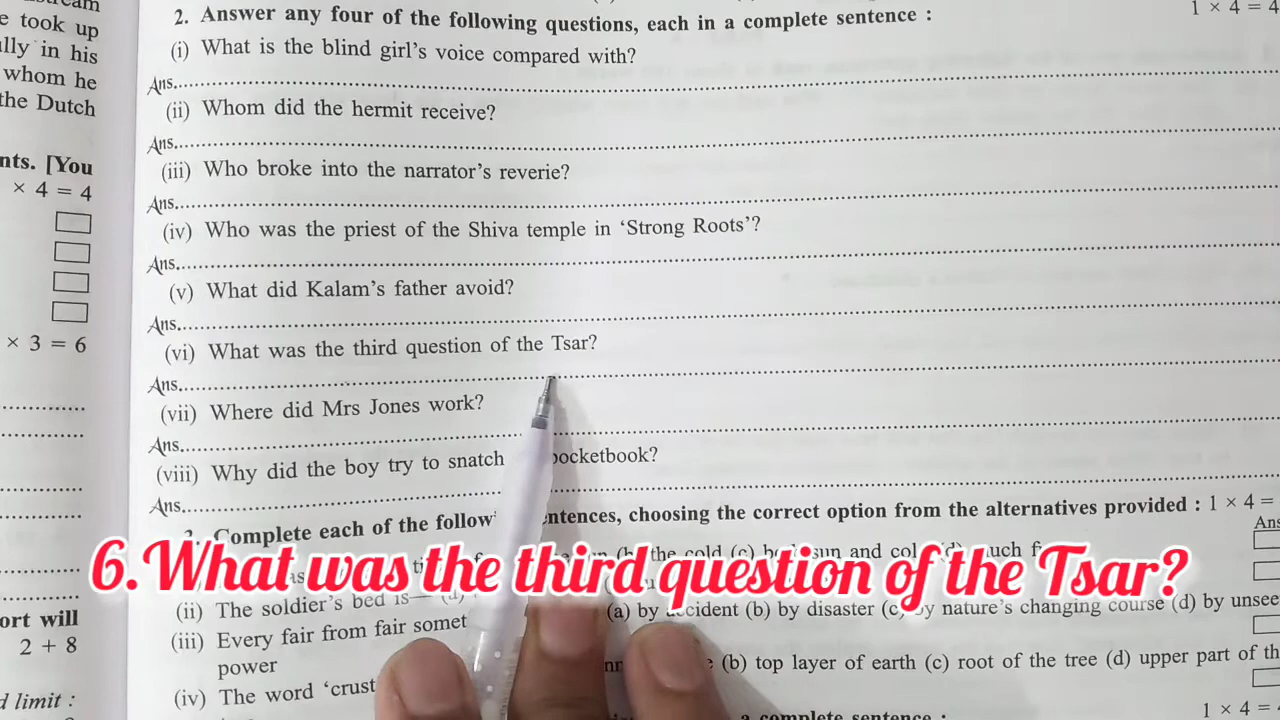 e took up
lly in his
whom he
the Dutch
nts. [You
× 4 = 4
× 3 = 6
ort will
2 + 8
d limit :
2. Answer any four of the following questions, each in a complete sentence : 1 × 4 = 4
(i) What is the blind girl's voice compared with?
Ans.
(ii) Whom did the hermit receive?
Ans.
(iii) Who broke into the narrator's reverie?
Ans.
(iv) Who was the priest of the Shiva temple in 'Strong Roots'?
Ans.
(v) What did Kalam's father avoid?
Ans.
(vi) What was the third question of the Tsar?
Ans.
(vii) Where did Mrs Jones work?
Ans.
(viii) Why did the boy try to snatch pocketbook?
Ans.
Complete each of the follow ntences, choosing the correct option from the alternatives provided : 1 × 4 =
Ans
(b) the cold (c) sun and
6.What was the third question of the Tsar?
(ii) The soldier's bed is—
(a) by accident (b) by disaster (c) by nature's changing course (d) by unsee
(iii) Every fair from fair somet
power
(b) top layer of earth (c) root of the tree (d) upper part of th
(iv) The word 'crust
a complete sentence : 1 × 4 =